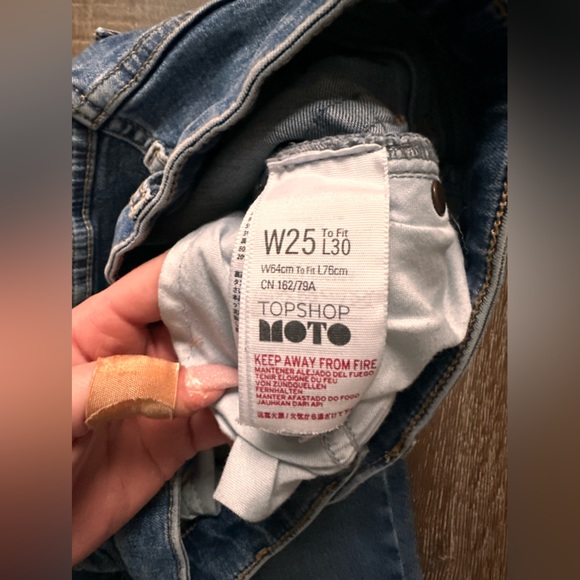 W25 To Fit L30
W64cm To Fit L76cm
CN 162/79A
TOPSHOP
MOTO
KEEP AWAY FROM FIRE
MANTENER ALEJADO DEL FUEGO
TENIR ELOIGNE DU FEU
VON ZUNDQUELLEN
FERNHALTEN
MANTER AFASTADO DO FOGO
JAUHKAN DARI API